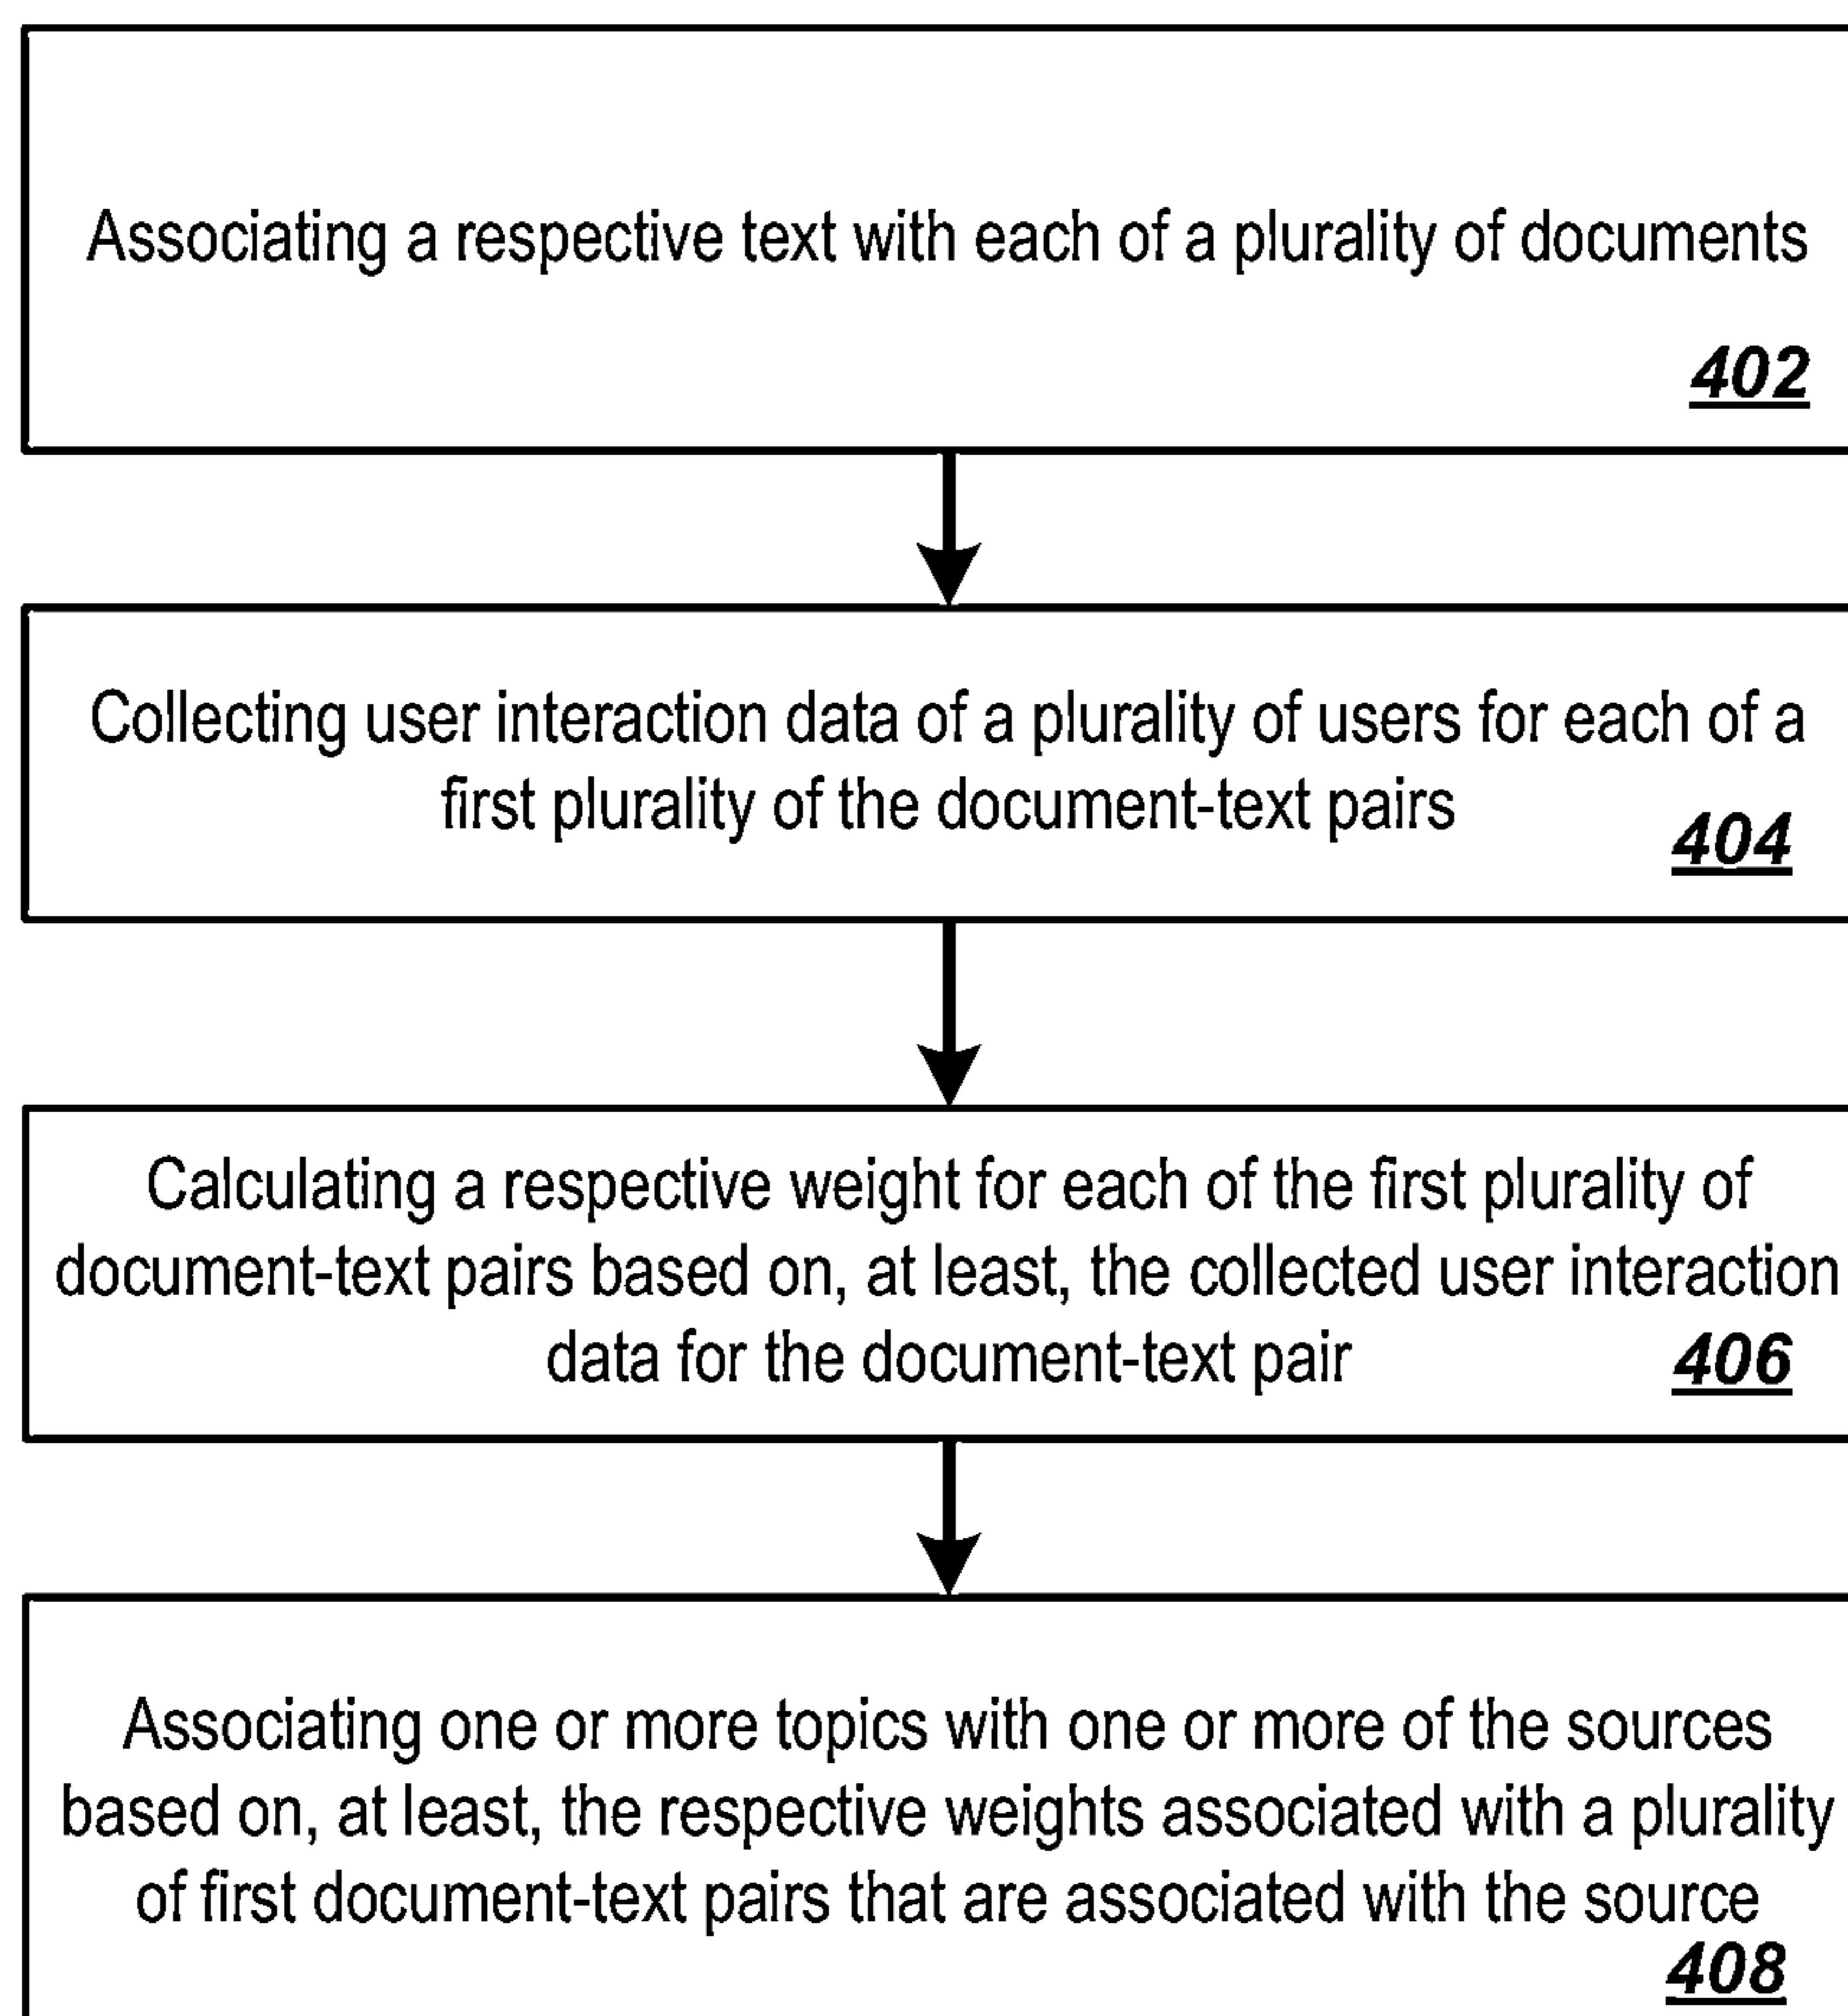 Associating a respective text with each of a plurality of documents
402
Collecting user interaction data of a plurality of users for each of a
first plurality of the document-text pairs
404
Calculating a respective weight for each of the first plurality of
document-text pairs based on, at least, the collected user interaction
data for the document-text pair
406
Associating one or more topics with one or more of the sources
based on, at least, the respective weights associated with a plurality
of first document-text pairs that are associated with the source
408